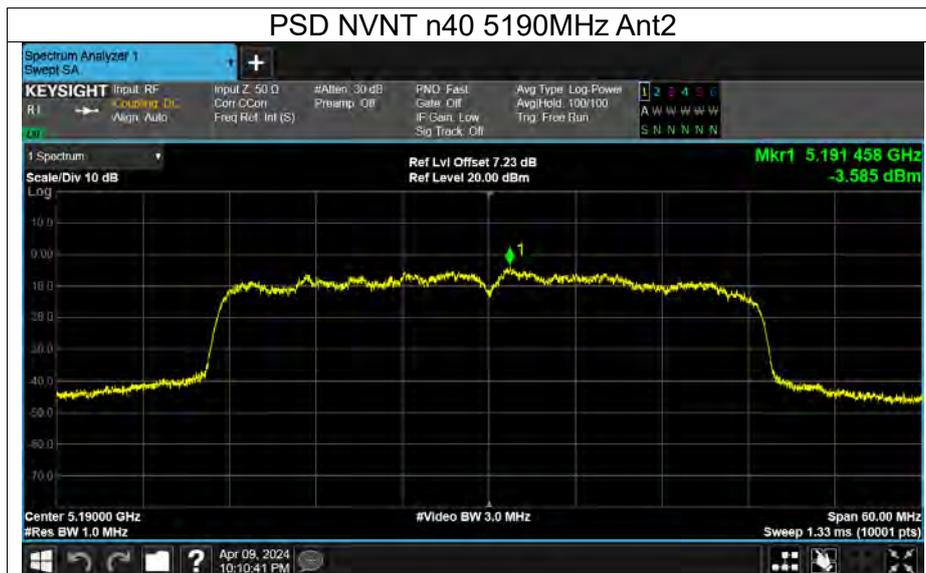 PSD NVNT n40 5190MHz Ant2
Spectrum Analyzer 1
Swept SA
+
KEYSIGHT
Input: RF
Coupling: DC
Align: Auto
Input Z: 50 Ω
Corr CCorr
Freq Ref: Int (S)
#Atten: 30 dB
Preamp: Off
PNO: Fast
Gate: Off
IF Gain: Low
Sig Track: Off
Avg Type: Log-Power
Avg|Hold: 100/100
Trig: Free Run
1 2 3 4 5 6
A W W W W W
S N N N N N
1 Spectrum
Scale/Div 10 dB
Log
Ref Lvl Offset 7.23 dB
Ref Level 20.00 dBm
Mkr1 5.191 458 GHz
-3.585 dBm
10.0
0.00
-10.0
-20.0
-30.0
-40.0
-50.0
-60.0
-70.0
1
Center 5.19000 GHz
#Res BW 1.0 MHz
#Video BW 3.0 MHz
Span 60.00 MHz
Sweep 1.33 ms (10001 pts)
?
Apr 09, 2024
10:10:41 PM